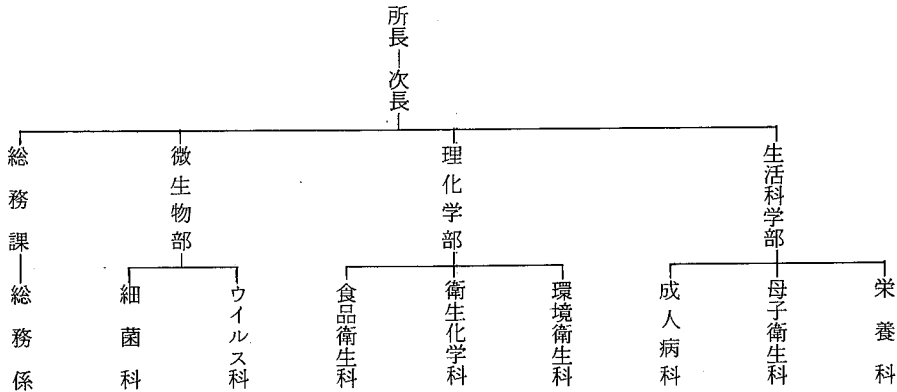 所長
次長
総務課
微生物部
理化学部
生活科学部
総務係
細菌科
ウイルス科
食品衛生科
衛生化学科
環境衛生科
成人病科
母子衛生科
栄養科